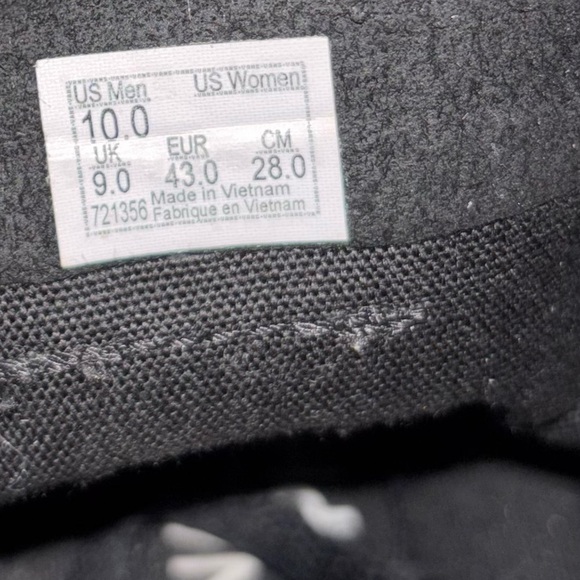 US Men US Women
10.0
UK EUR CM
9.0 43.0 28.0
Made in Vietnam
721356 Fabrique en Vietnam